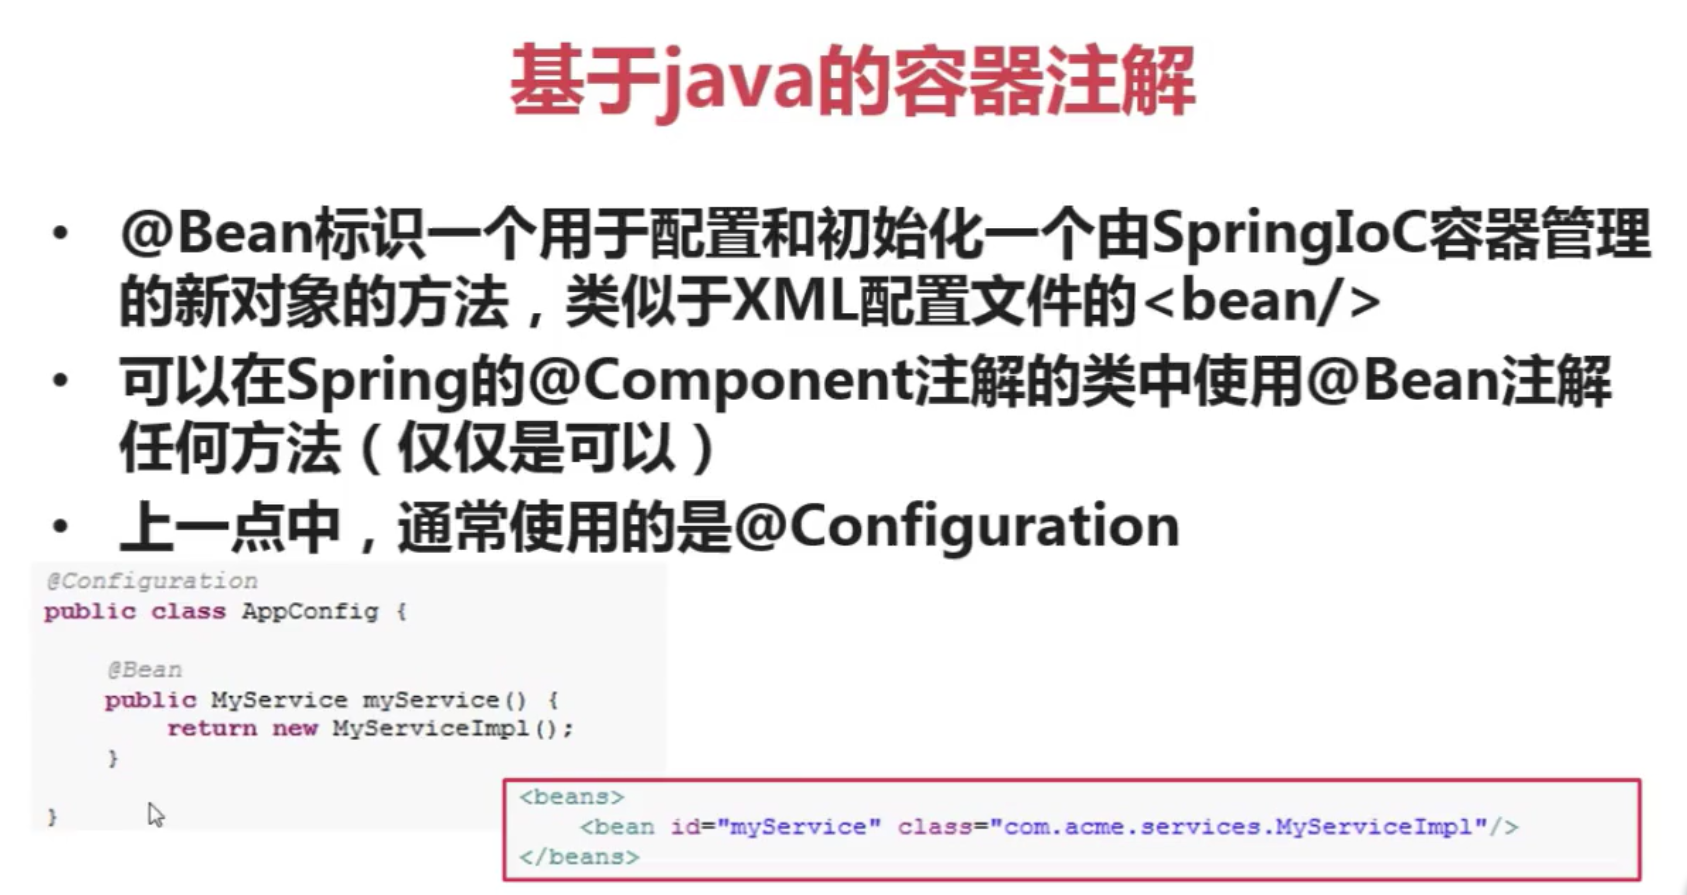 基于java的容器注解
• @Bean标识一个用于配置和初始化一个由SpringIoC容器管理
的新对象的方法，类似于XML配置文件的<bean/>
• 可以在Spring的@Component注解的类中使用@Bean注解
任何方法（仅仅是可以）
• 上一点中，通常使用的是@Configuration
@Configuration
public class AppConfig {
@Bean
public MyService myService() {
return new MyServiceImpl();
}
}
<beans>
<bean id="myService" class="com.acme.services.MyServiceImpl"/>
</beans>